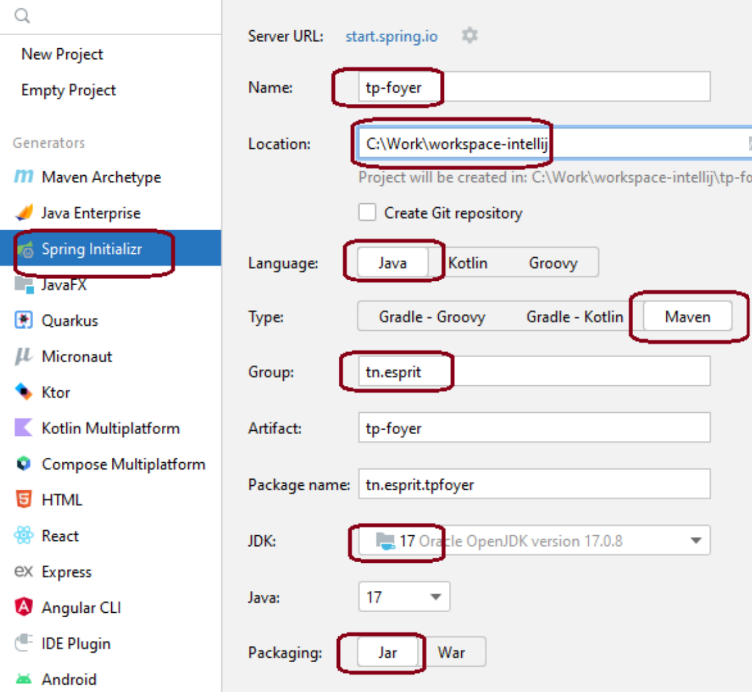 New Project
Empty Project
Generators
Maven Archetype
Java Enterprise
Spring Initializr
JavaFX
Quarkus
Micronaut
Ktor
Kotlin Multiplatform
Compose Multiplatform
HTML
React
Express
Angular CLI
IDE Plugin
Android
Server URL: start.spring.io
Name: tp-foyer
Location: C:\Work\workspace-intellij
Project will be created in: C:\Work\workspace-intellij\tp-fo
Create Git repository
Language: Java Kotlin Groovy
Type: Gradle - Groovy Gradle - Kotlin Maven
Group: tn.esprit
Artifact: tp-foyer
Package name: tn.esprit.tpfoyer
JDK: 17 Oracle OpenJDK version 17.0.8
Java: 17
Packaging: Jar War